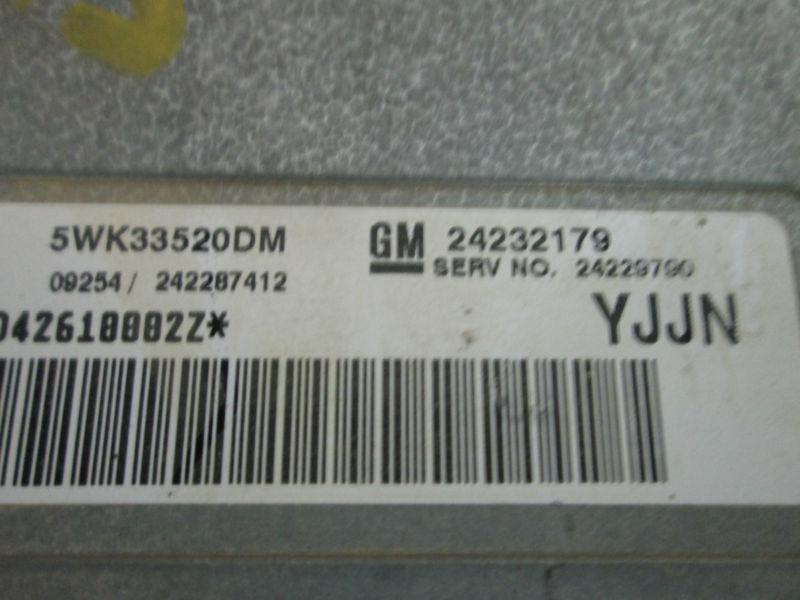 5WK33520DM GM 24232179
09254/ 242287412 SERV NO. 24229790
D42610002Z*
YJJN